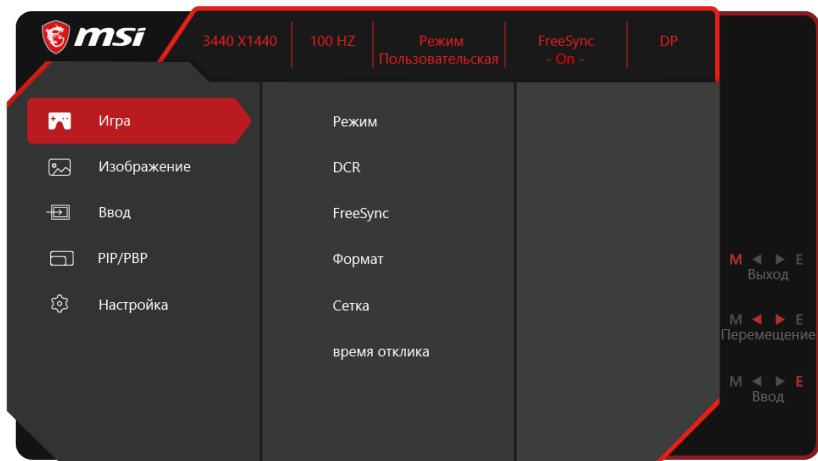 msi
3440 X1440
100 HZ
Режим
Пользовательская
FreeSync
- On -
DP
Игра
Изображение
Ввод
PIP/PBP
Настройка
Режим
DCR
FreeSync
Формат
Сетка
время отклика
M ◄ ► E
Выход
M ◄ ► E
Перемещение
M ◄ ► E
Ввод